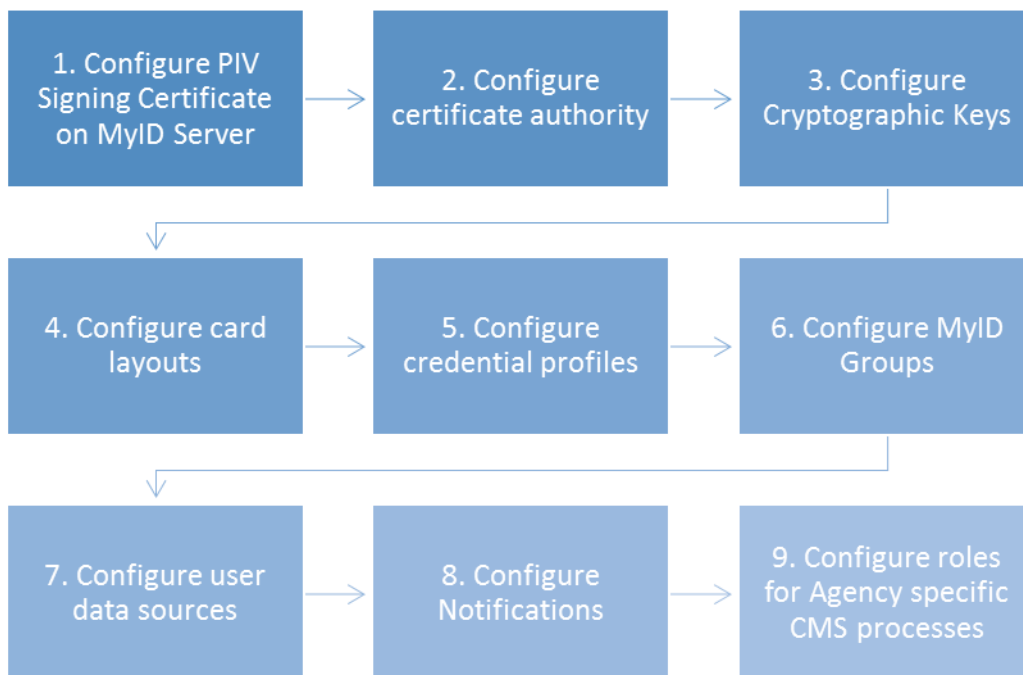 1. Configure PIV
Signing Certificate
on MyID Server
2. Configure
certificate authority
3. Configure
Cryptographic Keys
4. Configure card
layouts
5. Configure
credential profiles
6. Configure MyID
Groups
7. Configure user
data sources
8. Configure
Notifications
9. Configure roles
for Agency specific
CMS processes